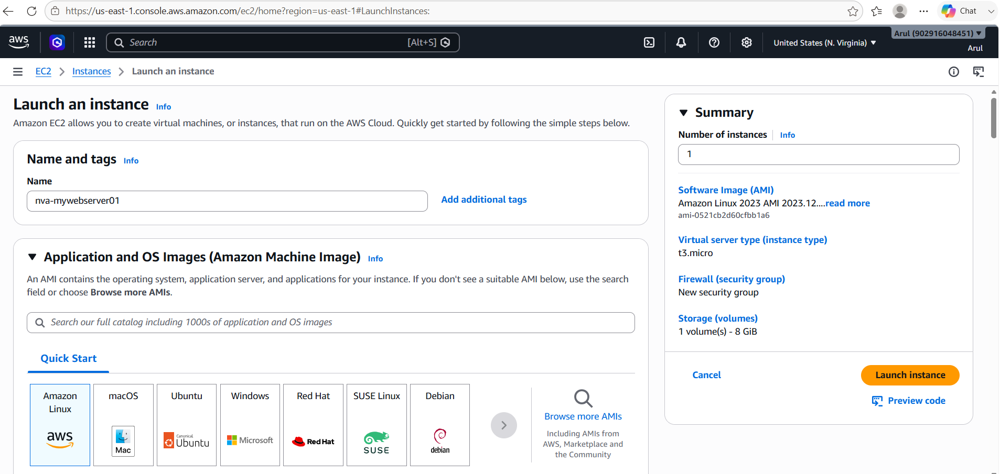 https://us-east-1.console.aws.amazon.com/ec2/home?region=us-east-1#LaunchInstances:
Chat
aws
Search
[Alt+S]
United States (N. Virginia)
Arul (902916048451)
Arul
EC2
Instances
Launch an instance
Launch an instance Info
Amazon EC2 allows you to create virtual machines, or instances, that run on the AWS Cloud. Quickly get started by following the simple steps below.
Name and tags Info
Name
nva-mywebserver01
Add additional tags
Application and OS Images (Amazon Machine Image) Info
An AMI contains the operating system, application server, and applications for your instance. If you don't see a suitable AMI below, use the search
field or choose Browse more AMIs.
Search our full catalog including 1000s of application and OS images
Quick Start
Amazon
Linux
aws
macOS
Mac
Ubuntu
Canonical
Ubuntu
Windows
Microsoft
Red Hat
Red Hat
SUSE Linux
SUSE
Debian
debian
Browse more AMIs
Including AMIs from
AWS, Marketplace and
the Community
Summary
Number of instances
Info
1
Software Image (AMI)
Amazon Linux 2023 AMI 2023.12....read more
ami-0521cb2d60cfbb1a6
Virtual server type (instance type)
t3.micro
Firewall (security group)
New security group
Storage (volumes)
1 volume(s) - 8 GiB
Cancel
Launch instance
Preview code